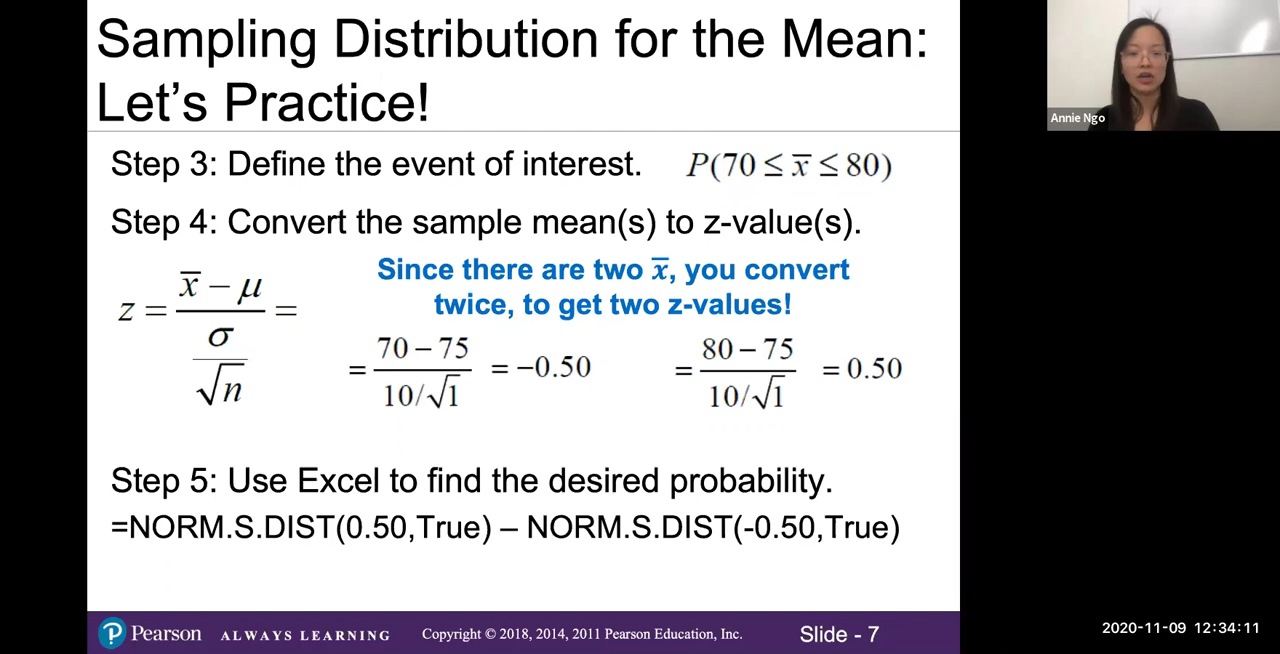 Sampling Distribution for the Mean:
Let's Practice!
Annie Ngo
Step 3: Define the event of interest. P(70 ≤ x̅ ≤ 80)
Step 4: Convert the sample mean(s) to z-value(s).
Since there are two x̅, you convert
twice, to get two z-values!
z = (x̅ − μ) / (σ / √n) =
= (70 − 75) / (10/√1) = −0.50
= (80 − 75) / (10/√1) = 0.50
Step 5: Use Excel to find the desired probability.
=NORM.S.DIST(0.50,True) – NORM.S.DIST(-0.50,True)
P Pearson ALWAYS LEARNING Copyright © 2018, 2014, 2011 Pearson Education, Inc. Slide - 7
2020-11-09 12:34:11